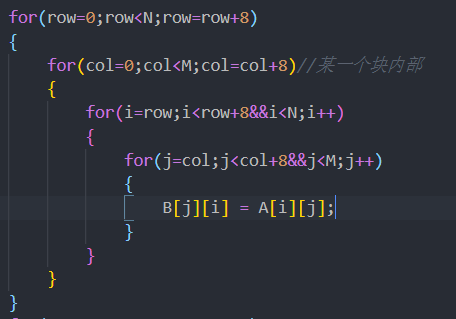 for(row=0;row<N;row=row+8)
{
for(col=0;col<M;col=col+8)//某一个块内部
{
for(i=row;i<row+8&&i<N;i++)
{
for(j=col;j<col+8&&j<M;j++)
{
B[j][i] = A[i][j];
}
}
}
}